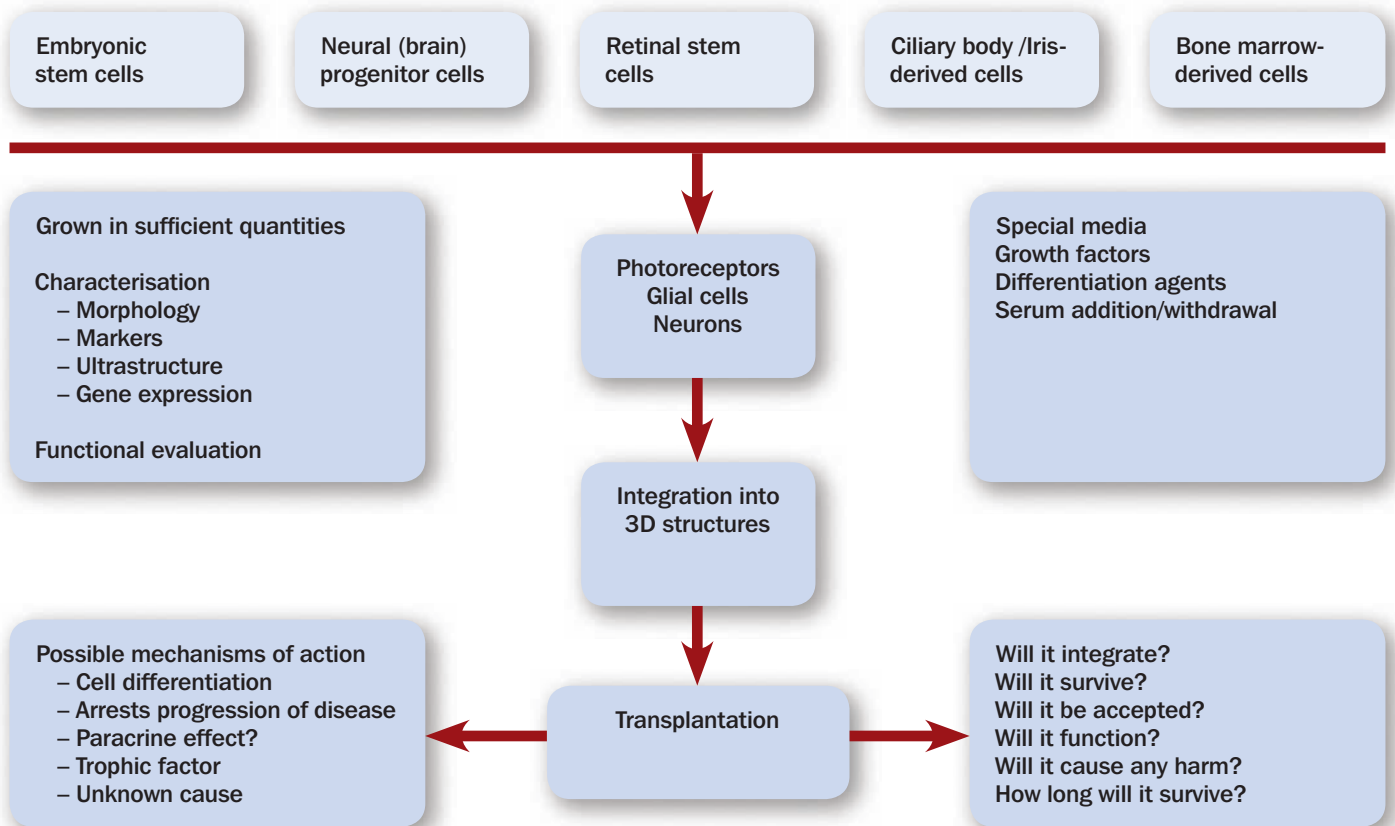 Embryonic
stem cells
Neural (brain)
progenitor cells
Retinal stem
cells
Ciliary body /Iris-
derived cells
Bone marrow-
derived cells
Grown in sufficient quantities
Characterisation
– Morphology
– Markers
– Ultrastructure
– Gene expression
Functional evaluation
Photoreceptors
Glial cells
Neurons
Special media
Growth factors
Differentiation agents
Serum addition/withdrawal
Integration into
3D structures
Possible mechanisms of action
– Cell differentiation
– Arrests progression of disease
– Paracrine effect?
– Trophic factor
– Unknown cause
Transplantation
Will it integrate?
Will it survive?
Will it be accepted?
Will it function?
Will it cause any harm?
How long will it survive?